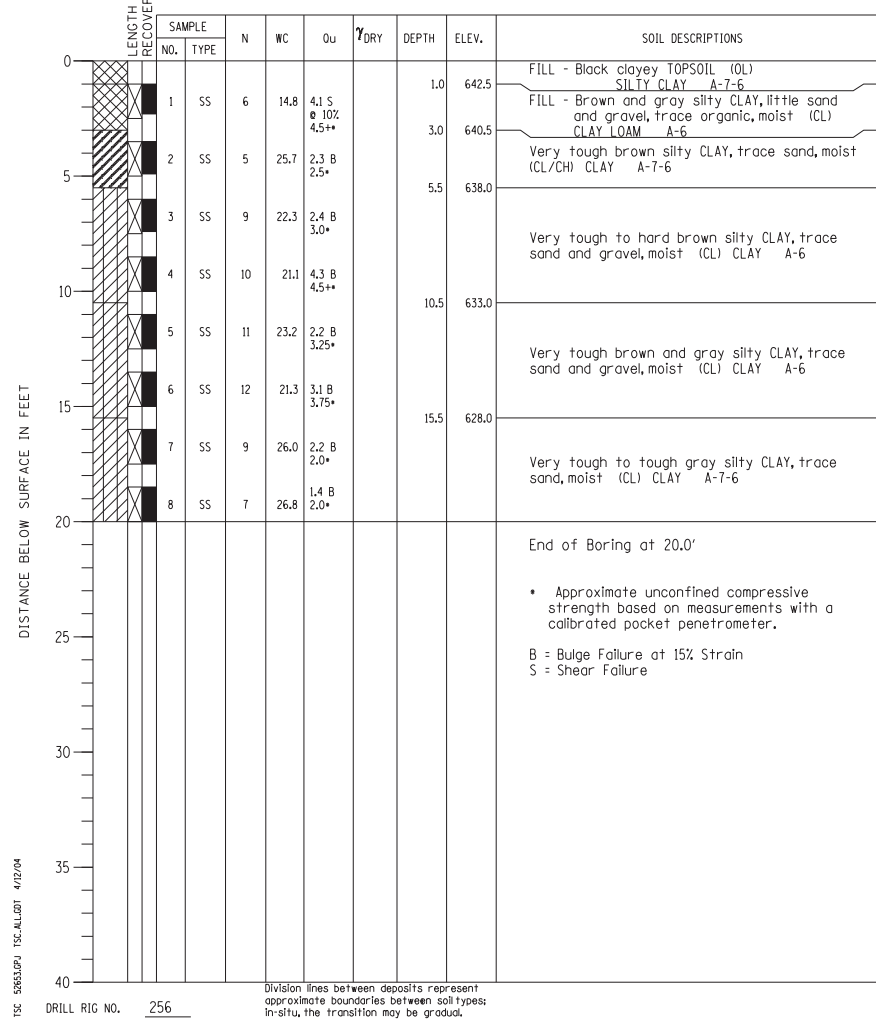 LENGTH
RECOVER
SAMPLE
NO. TYPE N WC Qu γDRY DEPTH ELEV. SOIL DESCRIPTIONS
0
FILL - Black clayey TOPSOIL (OL)
1.0 642.5 SILTY CLAY A-7-6
1 SS 6 14.8 4.1 S
@ 10%
4.5+*
FILL - Brown and gray silty CLAY, little sand
and gravel, trace organic, moist (CL)
3.0 640.5 CLAY LOAM A-6
2 SS 5 25.7 2.3 B
2.5*
Very tough brown silty CLAY, trace sand, moist
(CL/CH) CLAY A-7-6
5
5.5 638.0
3 SS 9 22.3 2.4 B
3.0*
Very tough to hard brown silty CLAY, trace
sand and gravel, moist (CL) CLAY A-6
4 SS 10 21.1 4.3 B
4.5+*
10
10.5 633.0
5 SS 11 23.2 2.2 B
3.25*
Very tough brown and gray silty CLAY, trace
sand and gravel, moist (CL) CLAY A-6
6 SS 12 21.3 3.1 B
3.75*
15
15.5 628.0
7 SS 9 26.0 2.2 B
2.0*
Very tough to tough gray silty CLAY, trace
sand, moist (CL) CLAY A-7-6
8 SS 7 26.8 1.4 B
2.0*
20
End of Boring at 20.0'
* Approximate unconfined compressive
strength based on measurements with a
calibrated pocket penetrometer.
B = Bulge Failure at 15% Strain
S = Shear Failure
25
30
35
40
DISTANCE BELOW SURFACE IN FEET
TSC 52653.GPJ TSC_ALL.GDT 4/12/04
DRILL RIG NO. 256
Division lines between deposits represent
approximate boundaries between soil types;
in-situ, the transition may be gradual.